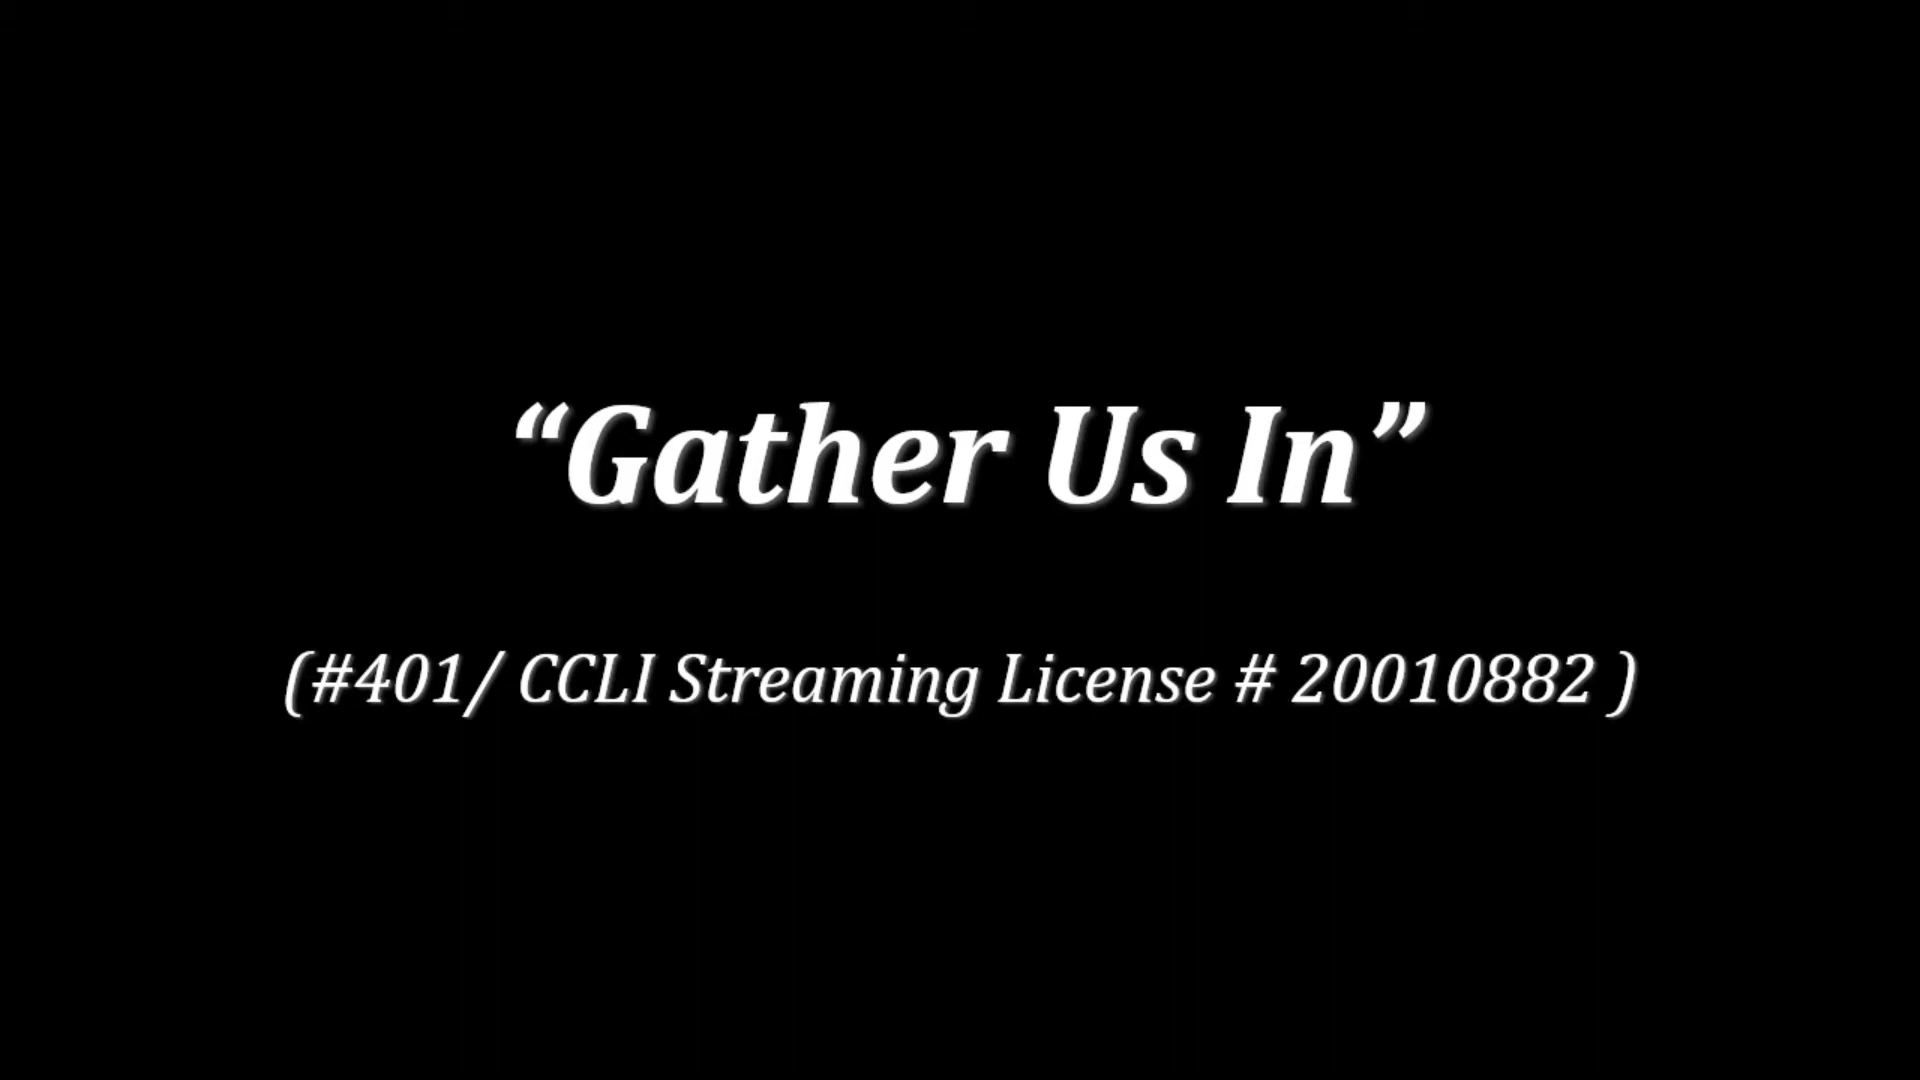 “Gather Us In”
(#401/ CCLI Streaming License # 20010882 )